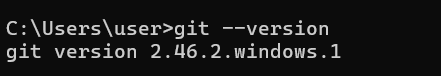 C:\Users\user>git --version
git version 2.46.2.windows.1